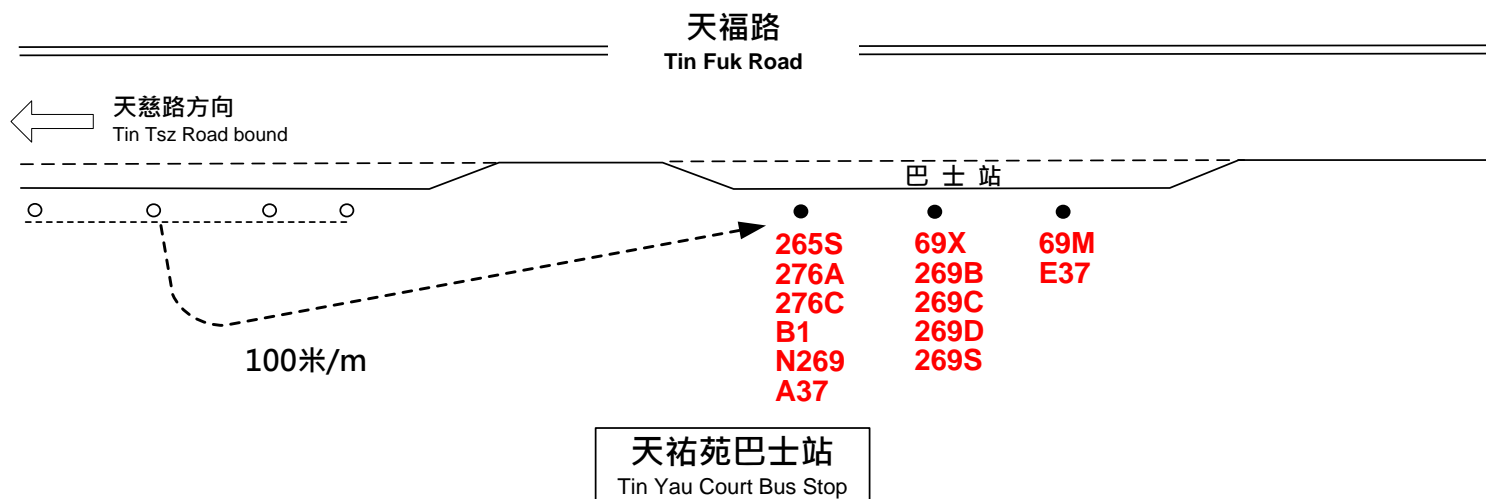 天福路
Tin Fuk Road
天慈路方向
Tin Tsz Road bound
巴士站
265S
276A
276C
B1
N269
A37
69X
269B
269C
269D
269S
69M
E37
100米/m
天祐苑巴士站
Tin Yau Court Bus Stop